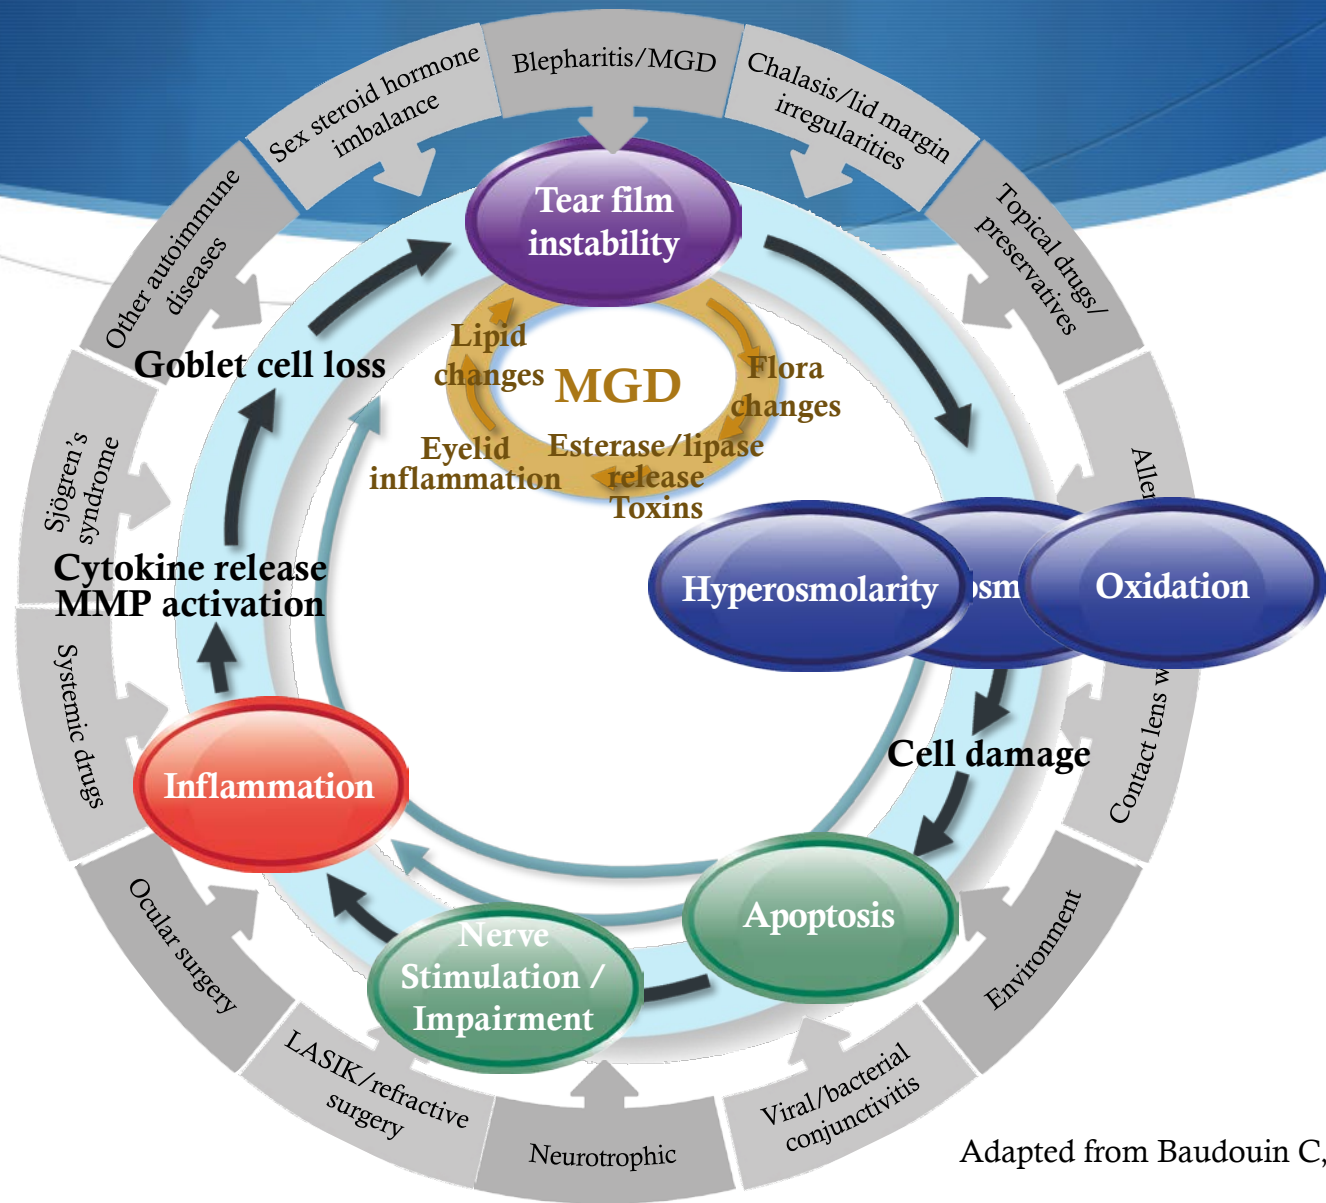 Blepharitis/MGD
Chalasis/lid margin
irregularities
Topical drugs/
preservatives
Contact lens
Environment
Viral/bacterial
conjunctivitis
Neurotrophic
LASIK/refractive
surgery
Ocular surgery
Systemic drugs
Sjögren's
syndrome
Other autoimmune
diseases
Sex steroid hormone
imbalance
Tear film
instability
Lipid
changes
MGD
Flora
changes
Esterase/lipase
release
Toxins
Eyelid
inflammation
Hyperosmolarity
Oxidation
Cell damage
Apoptosis
Nerve
Stimulation /
Impairment
Inflammation
Cytokine release
MMP activation
Goblet cell loss
Adapted from Baudouin C,